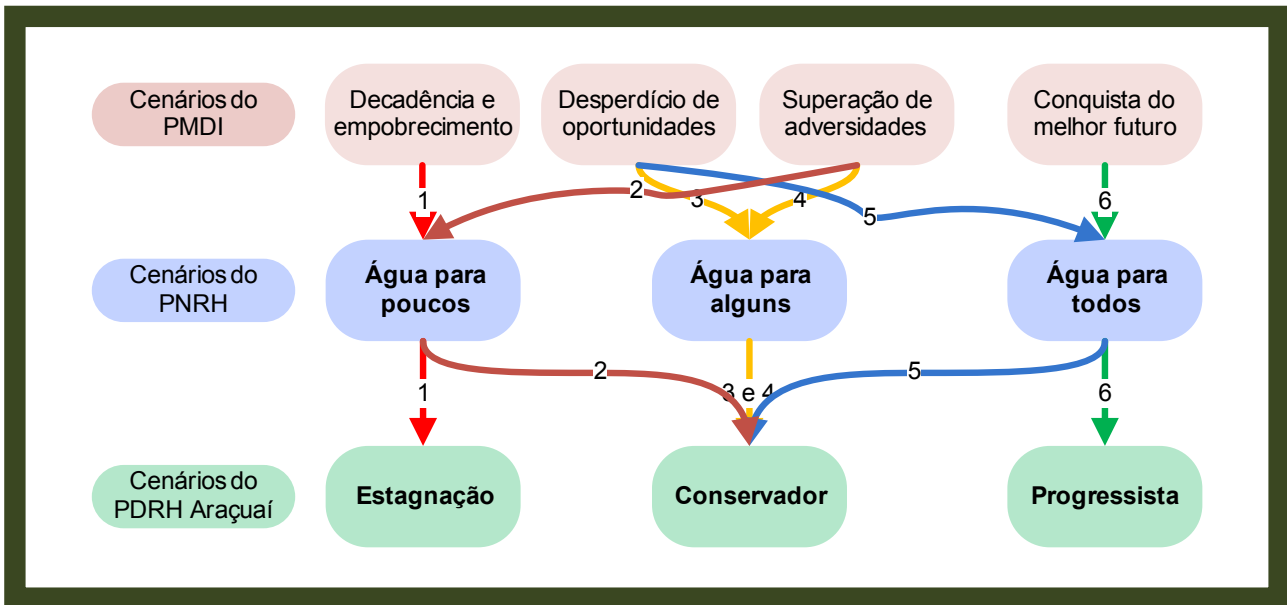 Cenários do
PMDI
Decadência e
empobrecimento
Desperdício de
oportunidades
Superação de
adversidades
Conquista do
melhor futuro
1
2
3
4
5
6
Cenários do
PNRH
Água para
poucos
Água para
alguns
Água para
todos
1
2
3 e 4
5
6
Cenários do
PDRH Araçuaí
Estagnação
Conservador
Progressista